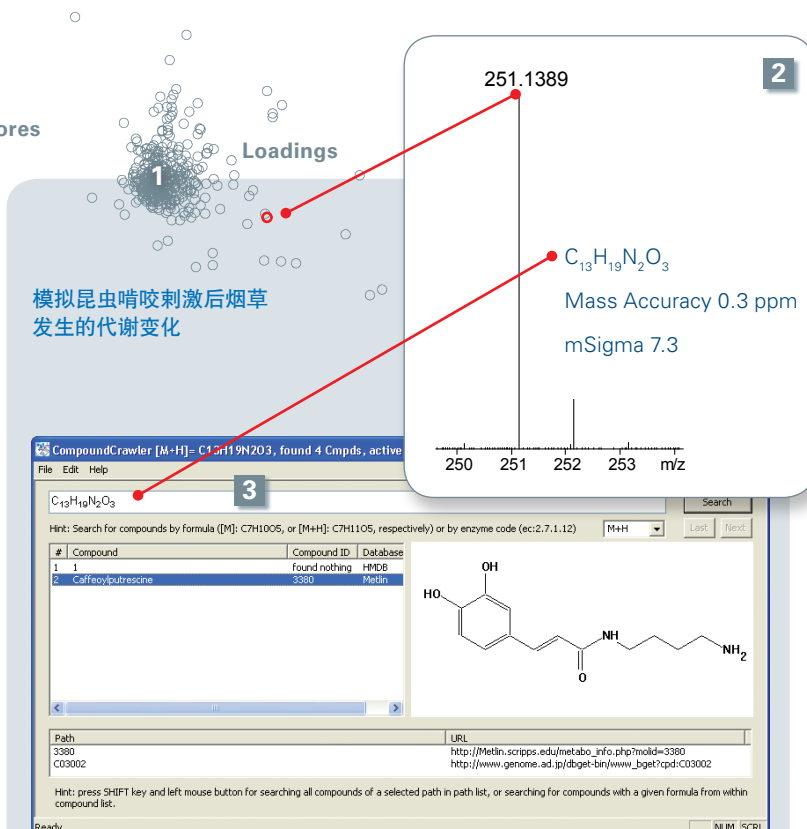 ores
Loadings
1
模拟昆虫啃咬刺激后烟草
发生的代谢变化
2
251.1389
C₁₃H₁₉N₂O₃
Mass Accuracy 0.3 ppm
mSigma 7.3
250 251 252 253 m/z
CompoundCrawler [M+H]= C13H19N2O3, found 4 Cmpds, active
File Edit Help
3
C₁₃H₁₉N₂O₃
Search
Hint: Search for compounds by formula ([M]: C7H10O5, or [M+H]: C7H11O5, respectively) or by enzyme code (ec:2.7.1.12)
M+H
Last Next
# Compound Compound ID Database
1 1 found nothing HMDB
2 Caffeoylputrescine 3380 Metlin
OH
HO
NH
NH₂
O
Path URL
3380 http://Metlin.scripps.edu/metabo_info.php?molid=3380
C03002 http://www.genome.ad.jp/dbget-bin/www_bget?cpd:C03002
Hint: press SHIFT key and left mouse button for searching all compounds of a selected path in path list, or searching for compounds with a given formula from within
compound list.
Ready NUM SCRL